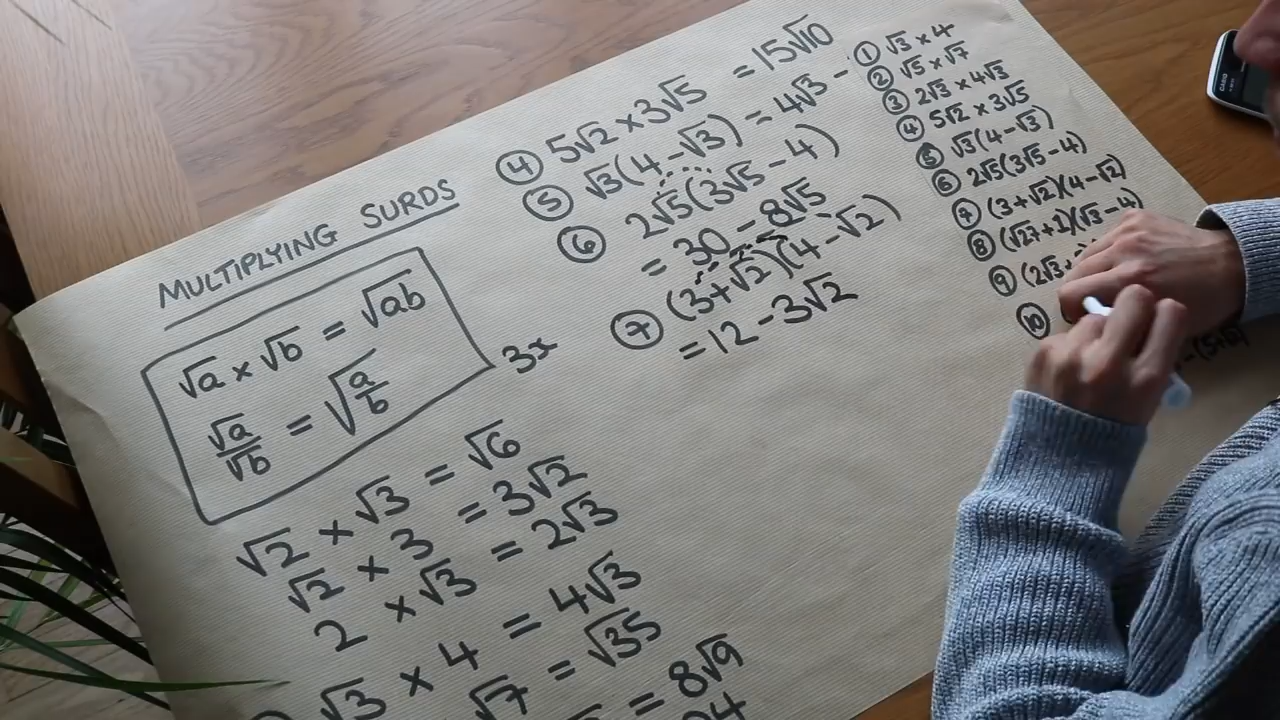 MULTIPLYING SURDS
√a × √b = √ab
√a/√b = √(a/b)
3x
√2 × √3 = √6
√2 × 3 = 3√2
2 × √3 = 2√3
√3 × 4 = 4√3
√7 = √35
= 8√9
24
④ 5√2 × 3√5 = 15√10
⑤ √3(4-√3) = 4√3 -
⑥ 2√5(3√5 - 4)
= 30 - 8√5
⑦ (3+√2)(4-√2)
= 12 - 3√2
① √3 × 4
② √5 × √7
③ 2√3 × 4√3
④ 5√2 × 3√5
⑤ √3(4-√3)
⑥ 2√5(3√5-4)
⑦ (3+√2)(4-√2)
⑧ (√27+1)(√3-4)
⑨ (2√3+
⑩
CASIO